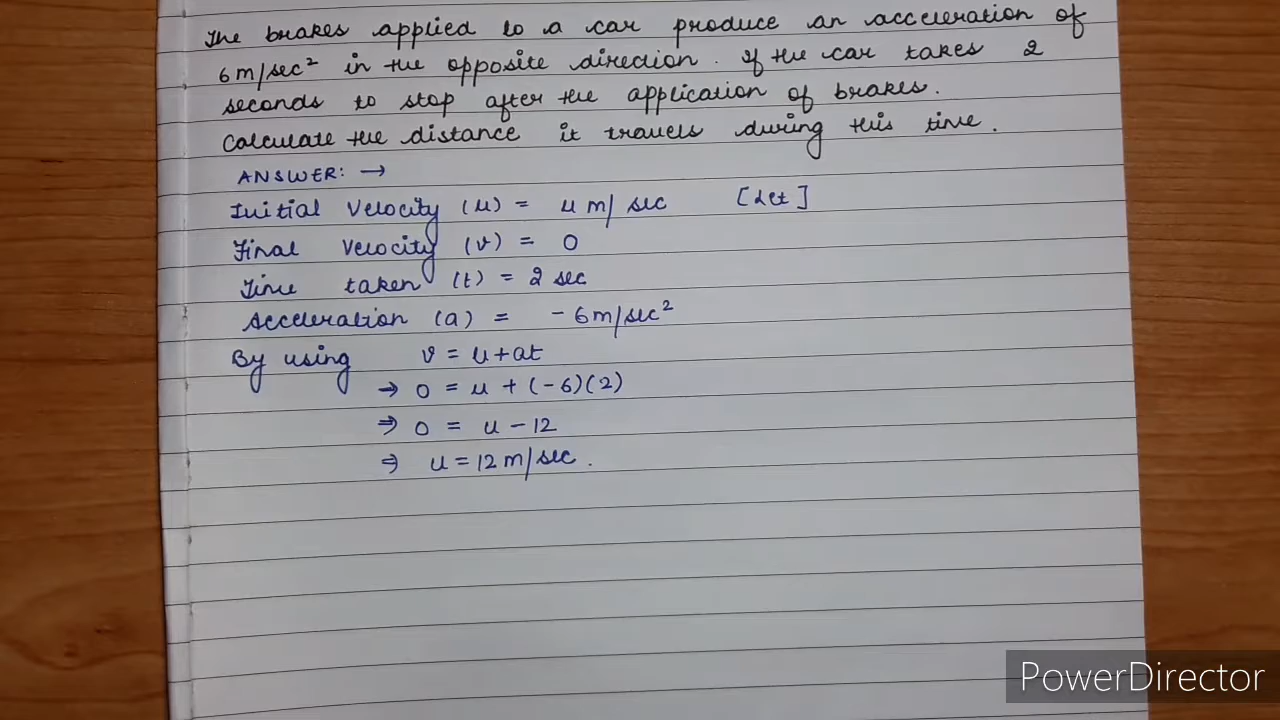 The brakes applied to a car produce an acceleration of
6m/sec² in the opposite direction. If the car takes 2
seconds to stop after the application of brakes.
Calculate the distance it travels during this time.
ANSWER: →
Initial velocity (u) = u m/sec [Let]
Final velocity (v) = 0
Time taken (t) = 2 sec
Acceleration (a) = -6m/sec²
By using v = u+at
→ 0 = u + (-6)(2)
⇒ 0 = u - 12
⇒ u = 12 m/sec.
PowerDirector